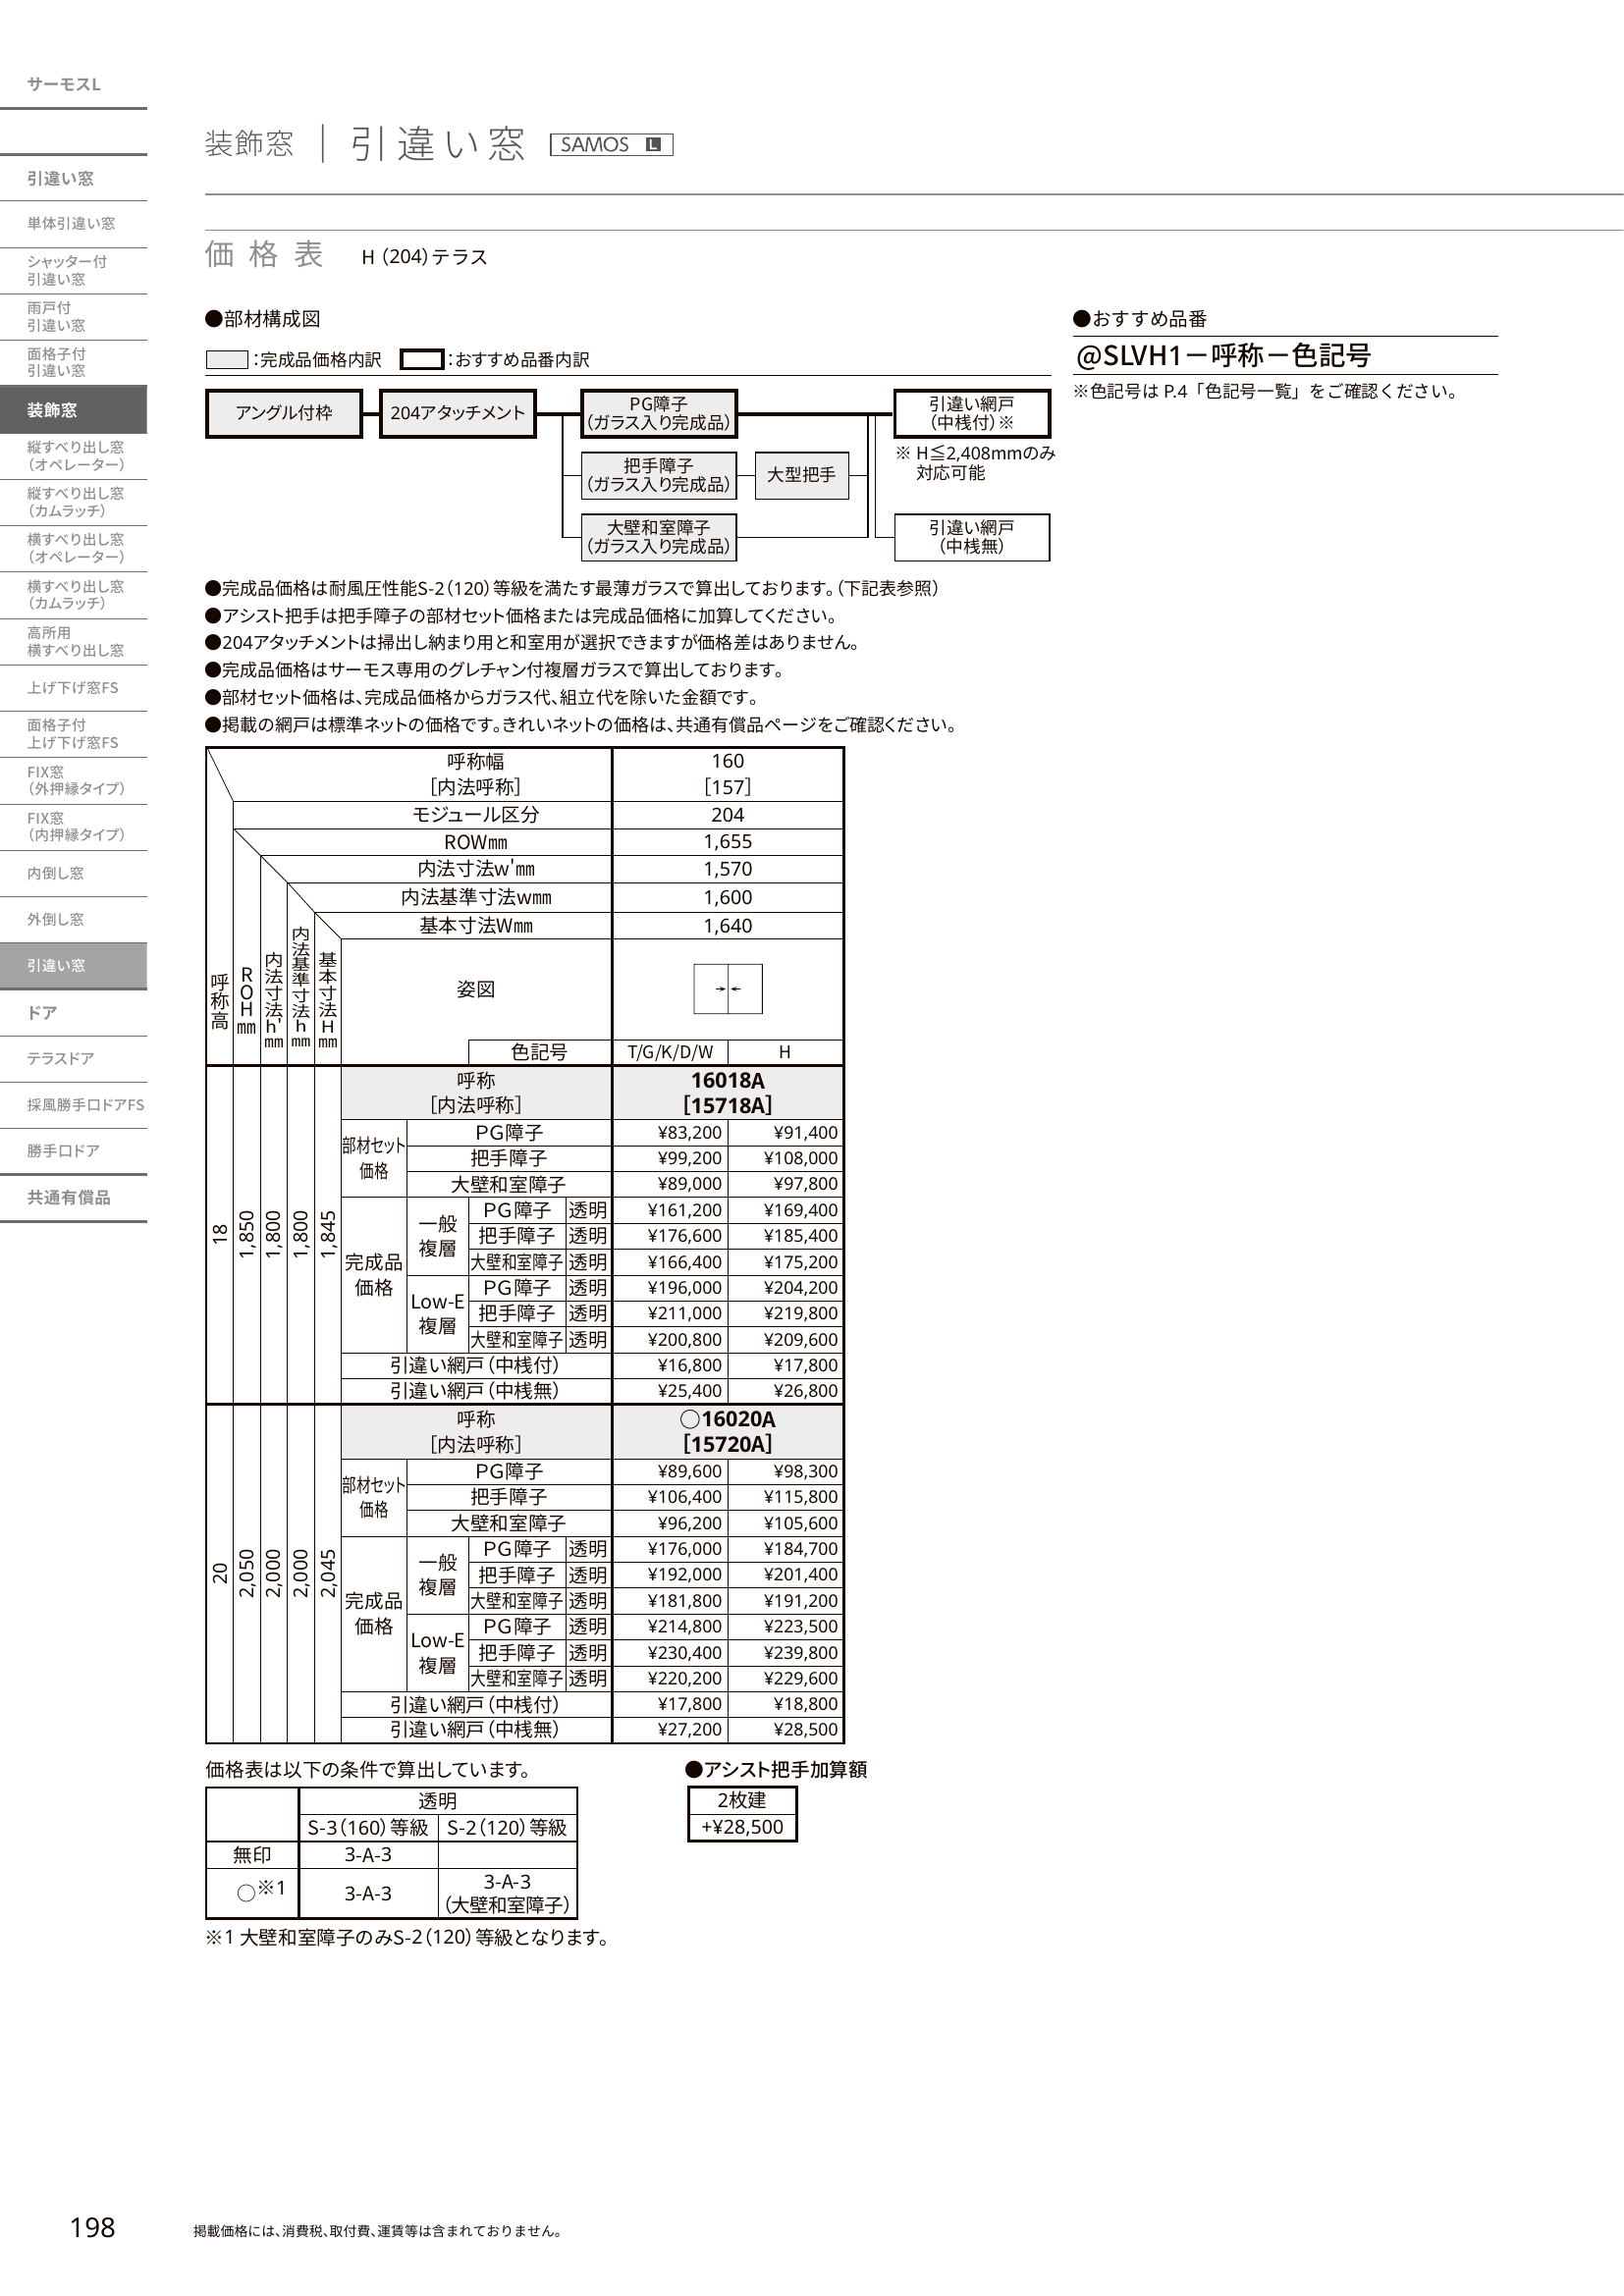 サーモスL
引違い窓
単体引違い窓
シャッター付
引違い窓
雨戸付
引違い窓
面格子付
引違い窓
装飾窓
縦すべり出し窓
（オペレーター）
縦すべり出し窓
（カムラッチ）
横すべり出し窓
（オペレーター）
横すべり出し窓
（カムラッチ）
高所用
横すべり出し窓
上げ下げ窓FS
面格子付
上げ下げ窓FS
FIX窓
（外押縁タイプ）
FIX窓
（内押縁タイプ）
内倒し窓
外倒し窓
引違い窓
ドア
テラスドア
採風勝手口ドアFS
勝手口ドア
共通有償品
装飾窓 引違い窓 SAMOS L
価格表 H（204）テラス
●部材構成図
：完成品価格内訳 ：おすすめ品番内訳
アングル付枠
204アタッチメント
PG障子
（ガラス入り完成品）
引違い網戸
（中桟付）※
※ H≦2,408mmのみ
対応可能
把手障子
（ガラス入り完成品）
大型把手
大壁和室障子
（ガラス入り完成品）
引違い網戸
（中桟無）
●おすすめ品番
@SLVH1－呼称－色記号
※色記号は P.4「色記号一覧」をご確認ください。
●完成品価格は耐風圧性能S-2（120）等級を満たす最薄ガラスで算出しております。（下記表参照）
●アシスト把手は把手障子の部材セット価格または完成品価格に加算してください。
●204アタッチメントは掃出し納まり用と和室用が選択できますが価格差はありません。
●完成品価格はサーモス専用のグレチャン付複層ガラスで算出しております。
●部材セット価格は、完成品価格からガラス代、組立代を除いた金額です。
●掲載の網戸は標準ネットの価格です。きれいネットの価格は、共通有償品ページをご確認ください。
呼称幅 160
［内法呼称］ ［157］
モジュール区分 204
ROW㎜ 1,655
内法寸法w'㎜ 1,570
内法基準寸法w㎜ 1,600
基本寸法W㎜ 1,640
呼称高
ROH㎜
内法寸法h'㎜
内法基準寸法h㎜
基本寸法H㎜
姿図
色記号 T/G/K/D/W H
18 1,850 1,800 1,800 1,845
呼称 16018A
［内法呼称］ ［15718A］
部材セット
価格
PG障子 ¥83,200 ¥91,400
把手障子 ¥99,200 ¥108,000
大壁和室障子 ¥89,000 ¥97,800
完成品
価格
一般
複層
PG障子 透明 ¥161,200 ¥169,400
把手障子 透明 ¥176,600 ¥185,400
大壁和室障子 透明 ¥166,400 ¥175,200
Low-E
複層
PG障子 透明 ¥196,000 ¥204,200
把手障子 透明 ¥211,000 ¥219,800
大壁和室障子 透明 ¥200,800 ¥209,600
引違い網戸（中桟付） ¥16,800 ¥17,800
引違い網戸（中桟無） ¥25,400 ¥26,800
20 2,050 2,000 2,000 2,045
呼称 ○16020A
［内法呼称］ ［15720A］
部材セット
価格
PG障子 ¥89,600 ¥98,300
把手障子 ¥106,400 ¥115,800
大壁和室障子 ¥96,200 ¥105,600
完成品
価格
一般
複層
PG障子 透明 ¥176,000 ¥184,700
把手障子 透明 ¥192,000 ¥201,400
大壁和室障子 透明 ¥181,800 ¥191,200
Low-E
複層
PG障子 透明 ¥214,800 ¥223,500
把手障子 透明 ¥230,400 ¥239,800
大壁和室障子 透明 ¥220,200 ¥229,600
引違い網戸（中桟付） ¥17,800 ¥18,800
引違い網戸（中桟無） ¥27,200 ¥28,500
価格表は以下の条件で算出しています。
透明
S-3（160）等級 S-2（120）等級
無印 3-A-3
○※1 3-A-3 3-A-3
（大壁和室障子）
※1 大壁和室障子のみS-2（120）等級となります。
●アシスト把手加算額
2枚建
+¥28,500
198
掲載価格には、消費税、取付費、運賃等は含まれておりません。